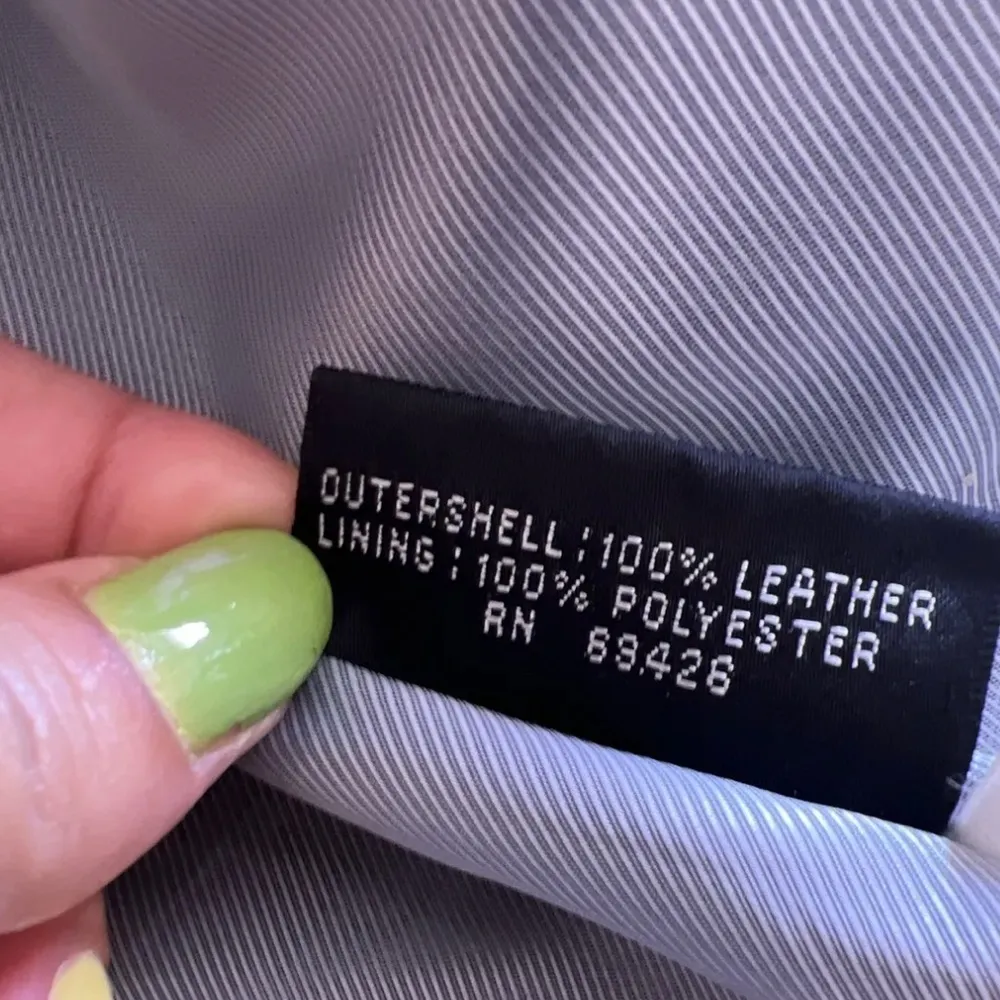 OUTERSHELL : 100% LEATHER
LINING : 100% POLYESTER
RN 69426